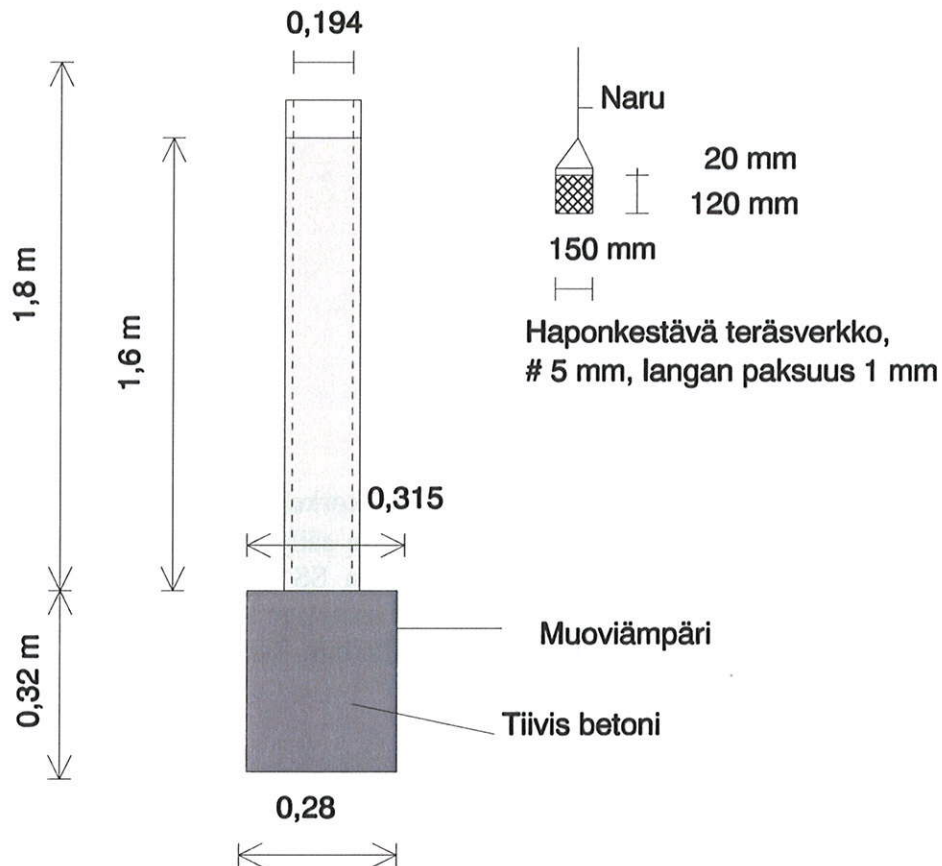 0,194
Naru
20 mm
120 mm
150 mm
Haponkestävä teräsverkko,
# 5 mm, langan paksuus 1 mm
1,8 m
1,6 m
0,315
Muoviämpäri
0,32 m
Tiivis betoni
0,28